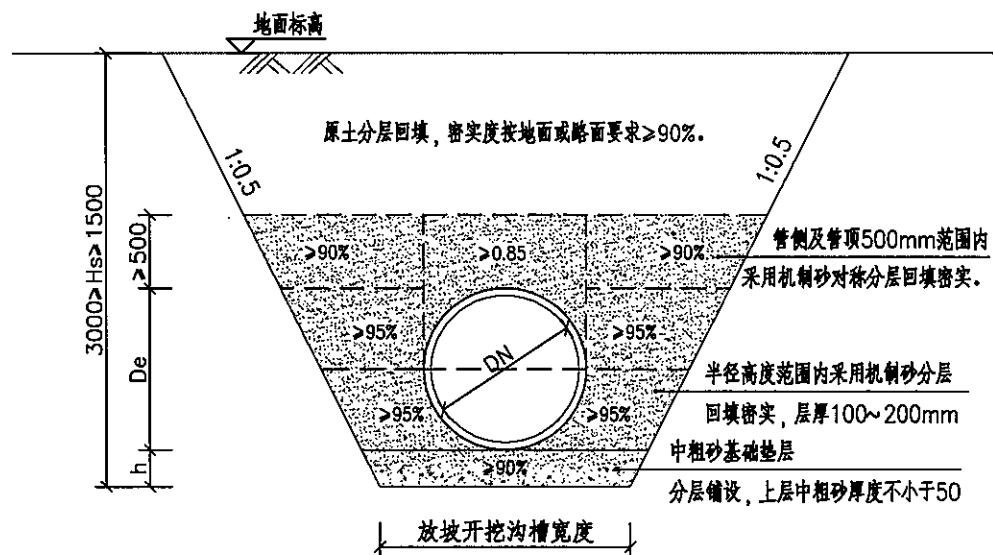 地面标高
原土分层回填，密实度按地面或路面要求≥90%。
1:0.5
1:0.5
3000>Hs≥1500
≥500
≥90%
≥0.85
≥90%
管侧及管顶500mm范围内
采用机制砂对称分层回填密实。
De
≥95%
≥95%
DN
半径高度范围内采用机制砂分层
回填密实，层厚100~200mm
≥95%
≥95%
h
≥90%
中粗砂基础垫层
分层铺设，上层中粗砂厚度不小于50
放坡开挖沟槽宽度